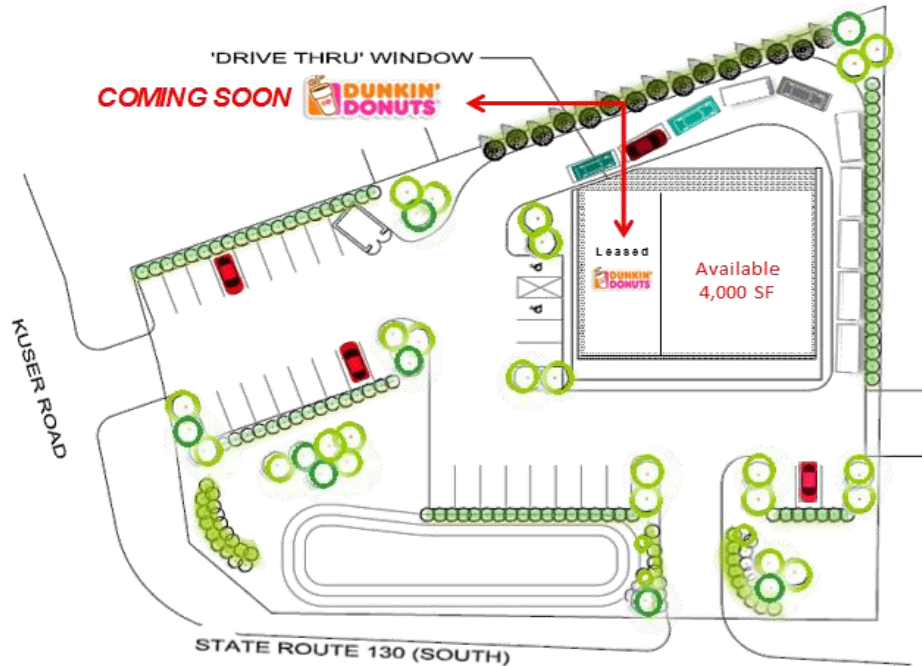 'DRIVE THRU' WINDOW
COMING SOON
DUNKIN'
DONUTS
Leased
DUNKIN'
DONUTS
Available
4,000 SF
KUSER ROAD
STATE ROUTE 130 (SOUTH)